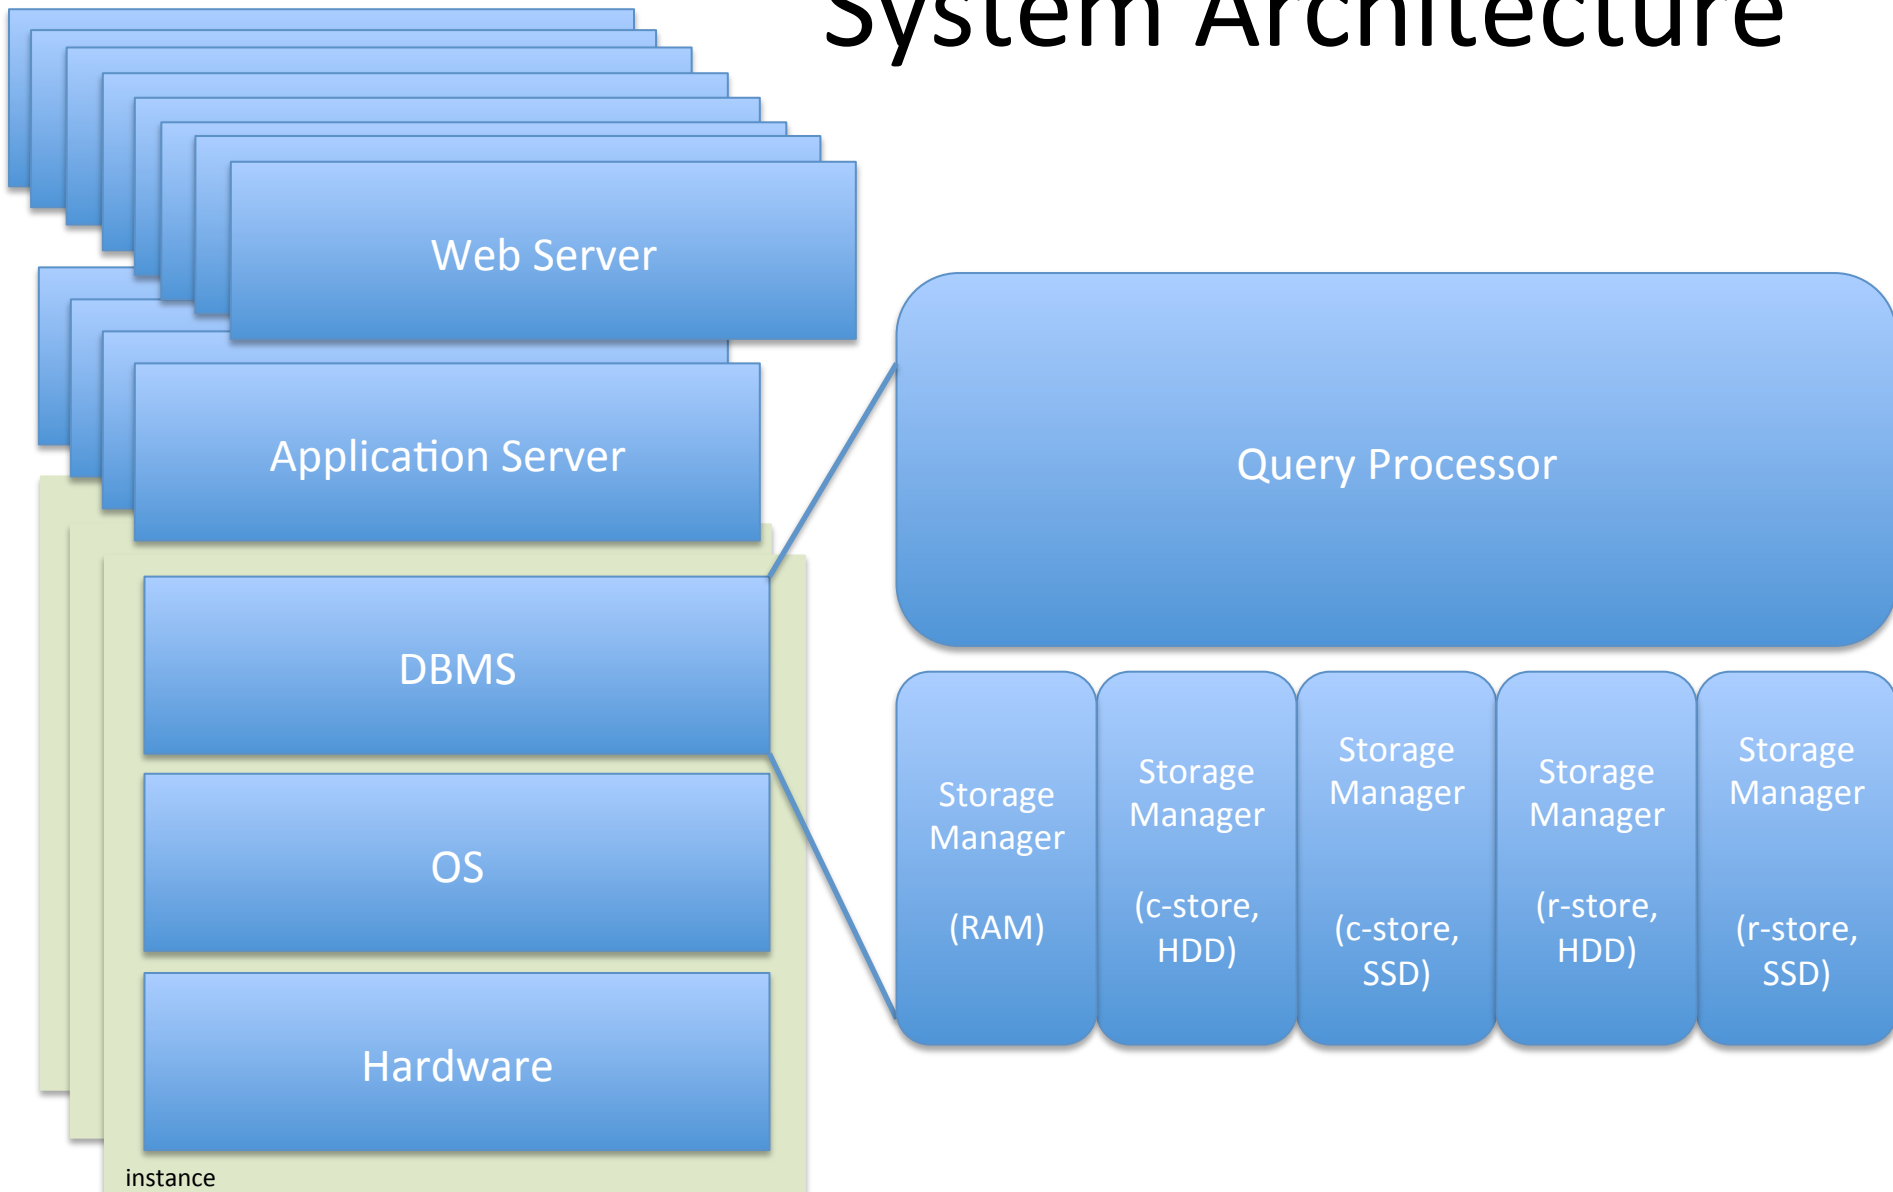 System Architecture
Web Server
Application Server
DBMS
OS
Hardware
instance
Query Processor
Storage
Manager
(RAM)
Storage
Manager
(c-store,
HDD)
Storage
Manager
(c-store,
SSD)
Storage
Manager
(r-store,
HDD)
Storage
Manager
(r-store,
SSD)